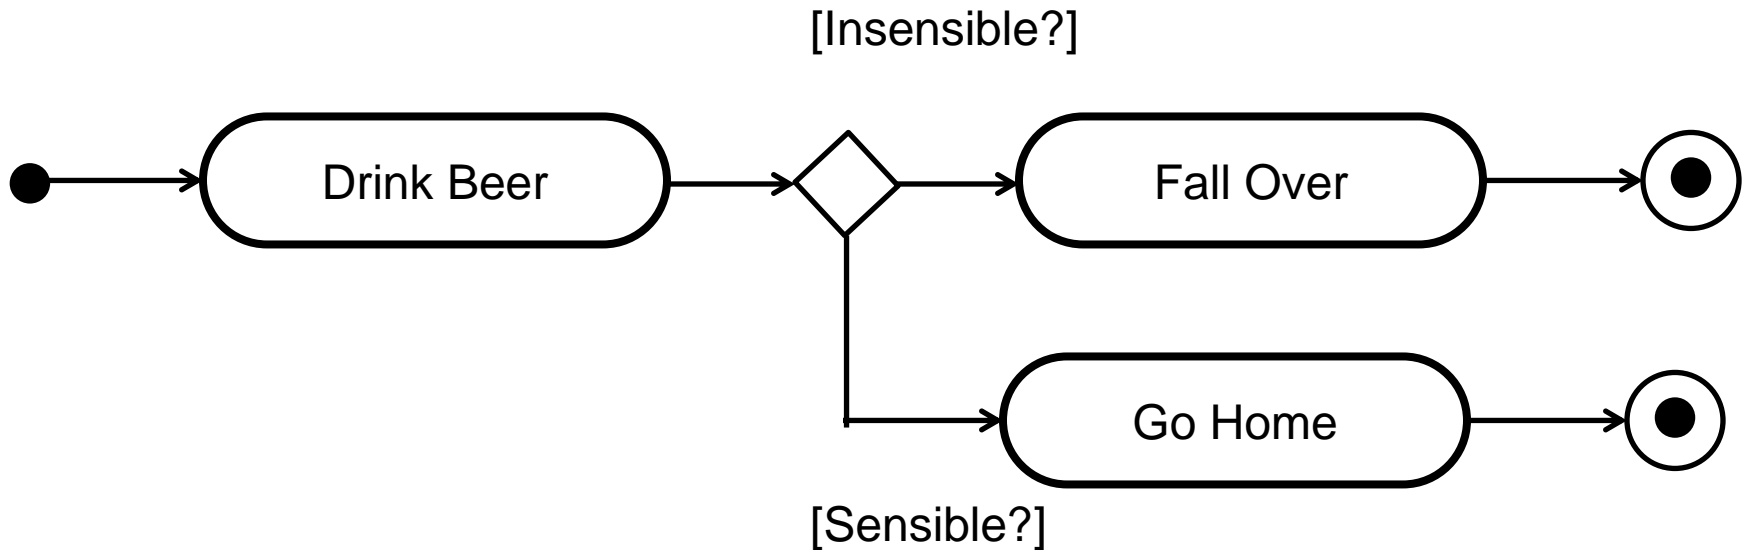 [Insensible?]
Drink Beer
Fall Over
Go Home
[Sensible?]